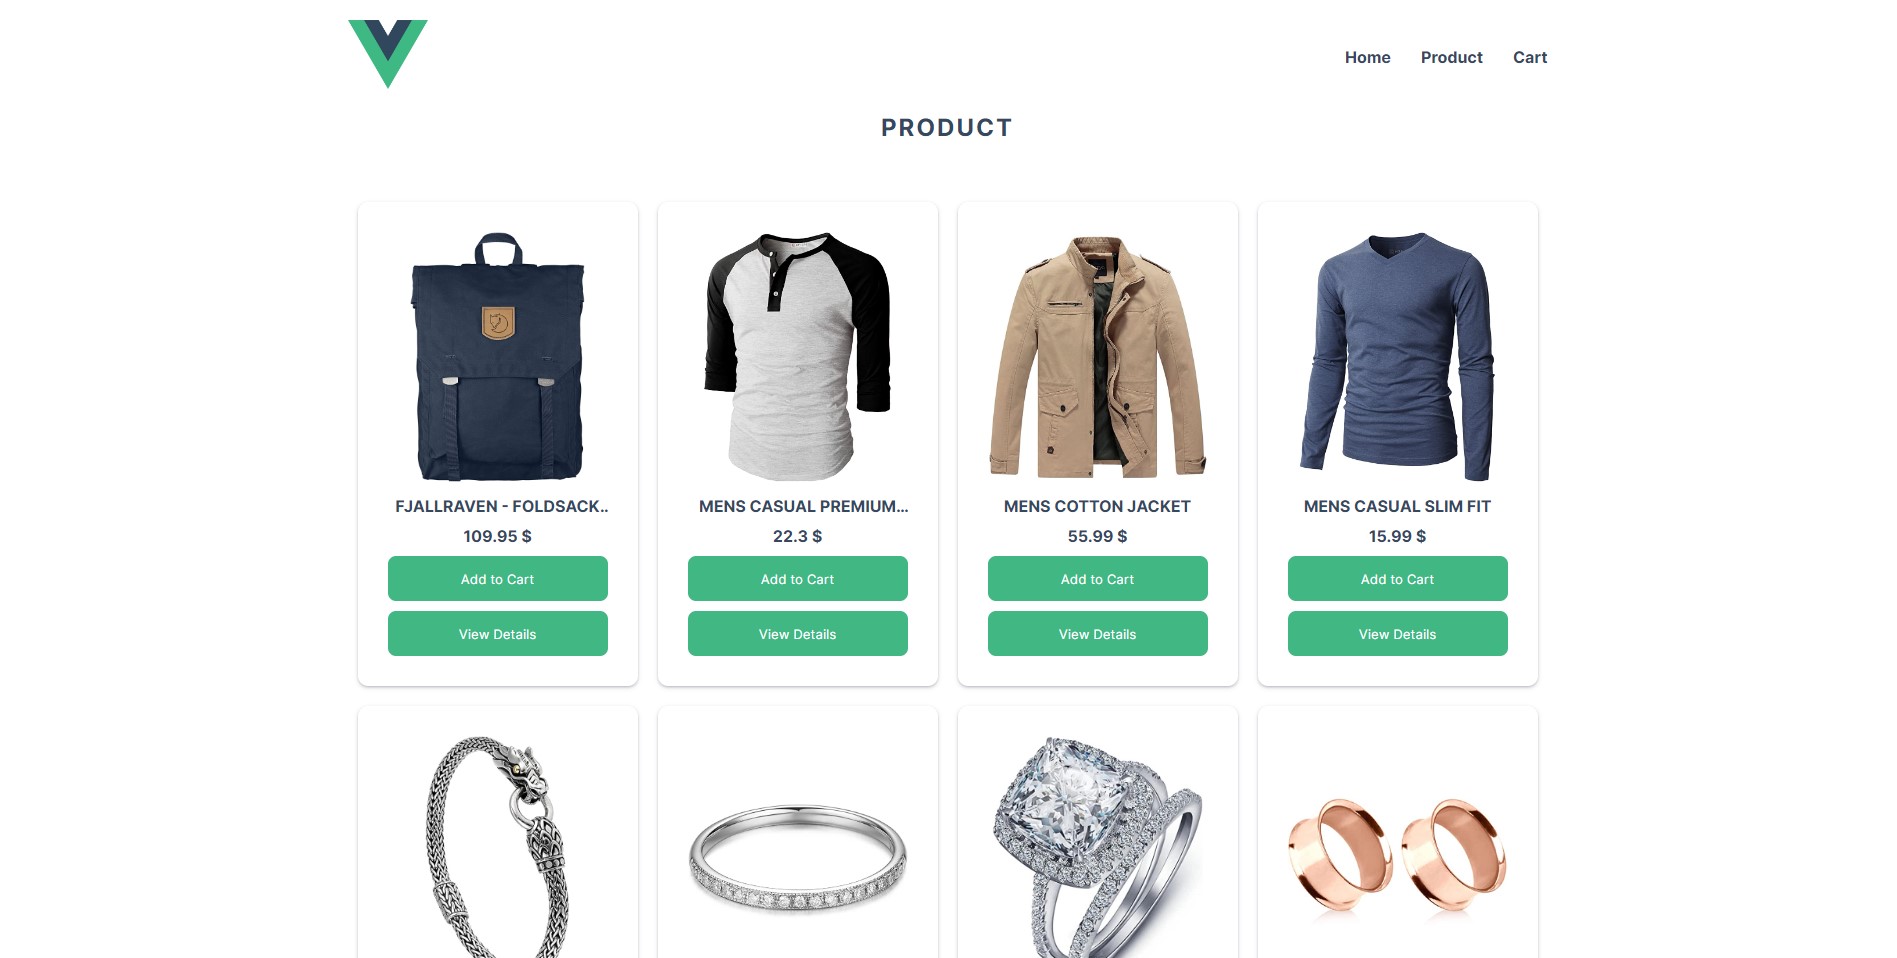 Home Product Cart
PRODUCT
FJALLRAVEN - FOLDSACK..
109.95 $
Add to Cart
View Details
MENS CASUAL PREMIUM...
22.3 $
Add to Cart
View Details
MENS COTTON JACKET
55.99 $
Add to Cart
View Details
MENS CASUAL SLIM FIT
15.99 $
Add to Cart
View Details